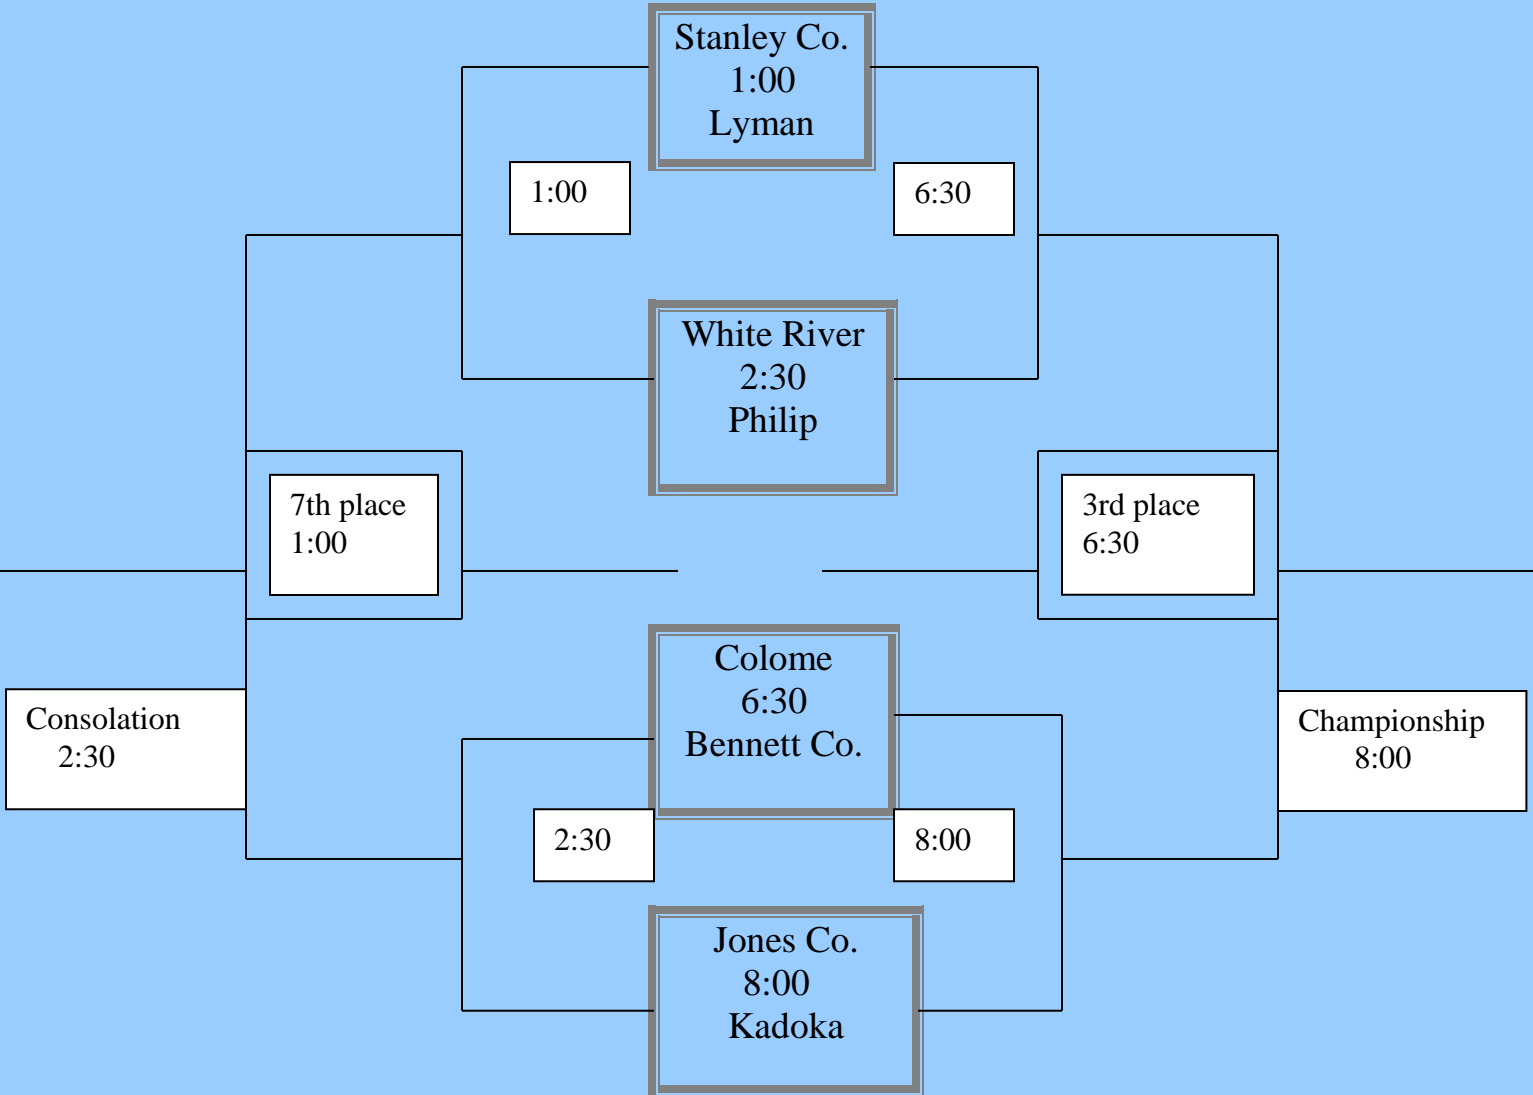 Stanley Co.
1:00
Lyman
1:00
6:30
White River
2:30
Philip
7th place
1:00
3rd place
6:30
Colome
6:30
Bennett Co.
Consolation
2:30
Championship
8:00
2:30
8:00
Jones Co.
8:00
Kadoka